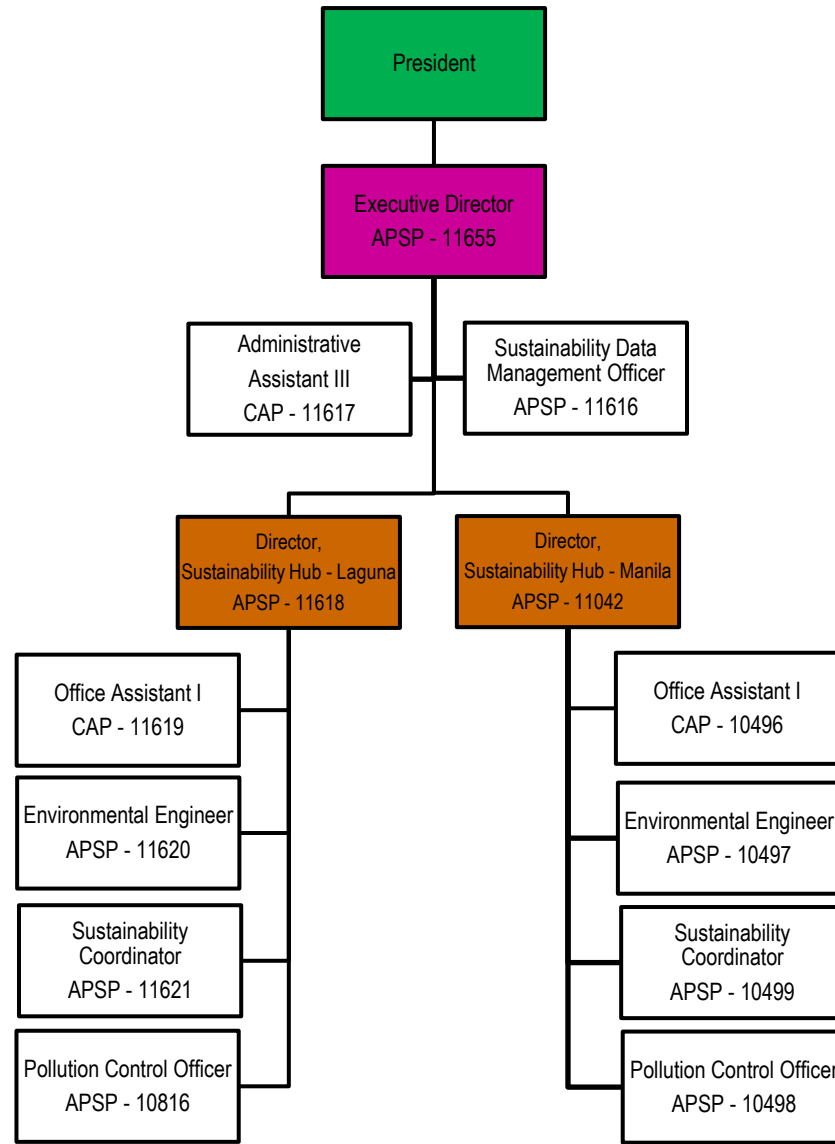 President
Executive Director
APSP - 11655
Administrative
Assistant III
CAP - 11617
Sustainability Data
Management Officer
APSP - 11616
Director,
Sustainability Hub - Laguna
APSP - 11618
Director,
Sustainability Hub - Manila
APSP - 11042
Office Assistant I
CAP - 11619
Environmental Engineer
APSP - 11620
Sustainability
Coordinator
APSP - 11621
Pollution Control Officer
APSP - 10816
Office Assistant I
CAP - 10496
Environmental Engineer
APSP - 10497
Sustainability
Coordinator
APSP - 10499
Pollution Control Officer
APSP - 10498